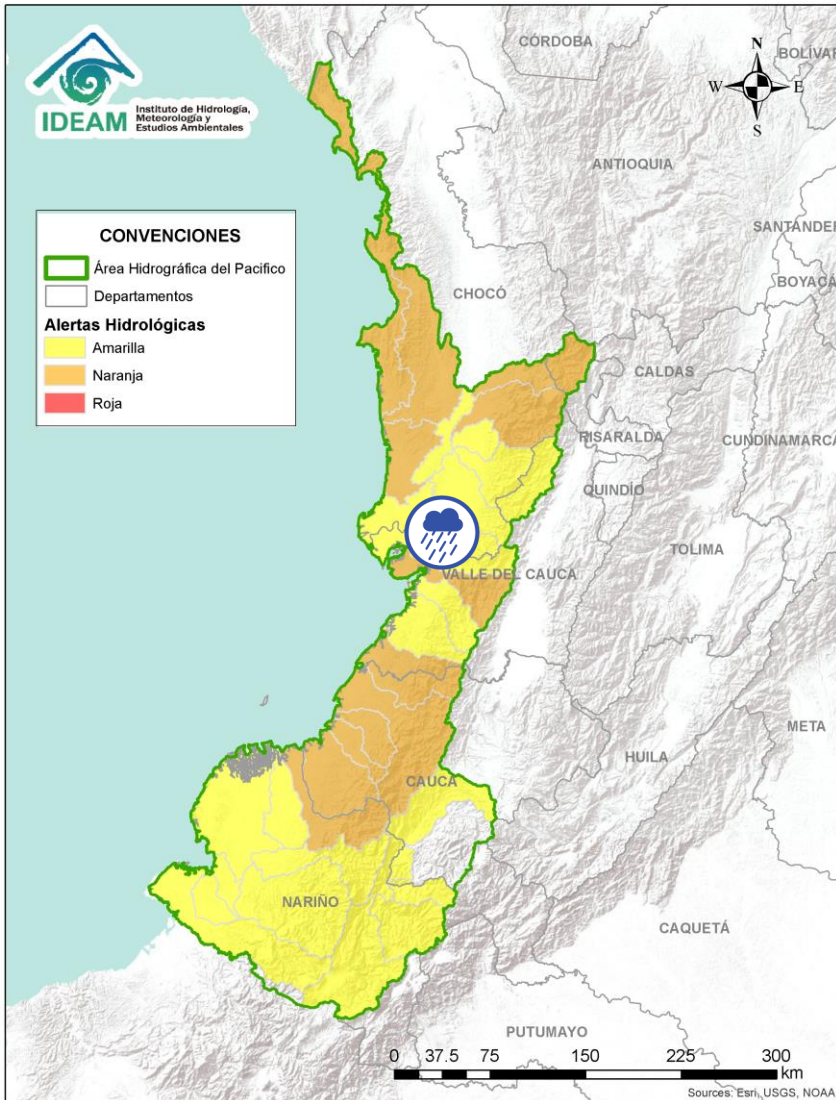 IDEAM
Instituto de Hidrología,
Meteorología y
Estudios Ambientales
CÓRDOBA
BOLÍVAR
N
W
E
S
ANTIOQUIA
SANTANDER
BOYACÁ
CONVENCIONES
Área Hidrográfica del Pacifico
Departamentos
Alertas Hidrológicas
Amarilla
Naranja
Roja
CHOCÓ
CALDAS
RISARALDA
CUNDINAMARCA
QUINDÍO
TOLIMA
VALLE DEL CAUCA
META
HUILA
CAUCA
NARIÑO
CAQUETÁ
PUTUMAYO
0 37.5 75 150 225 300
km
Sources: Esri, USGS, NOAA